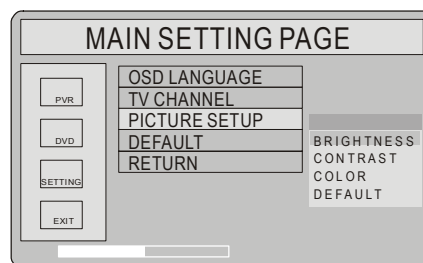 MAIN SETTING PAGE
PVR
DVD
SETTING
EXIT
OSD LANGUAGE
TV CHANNEL
PICTURE SETUP
DEFAULT
RETURN
BRIGHTNESS
CONTRAST
COLOR
DEFAULT